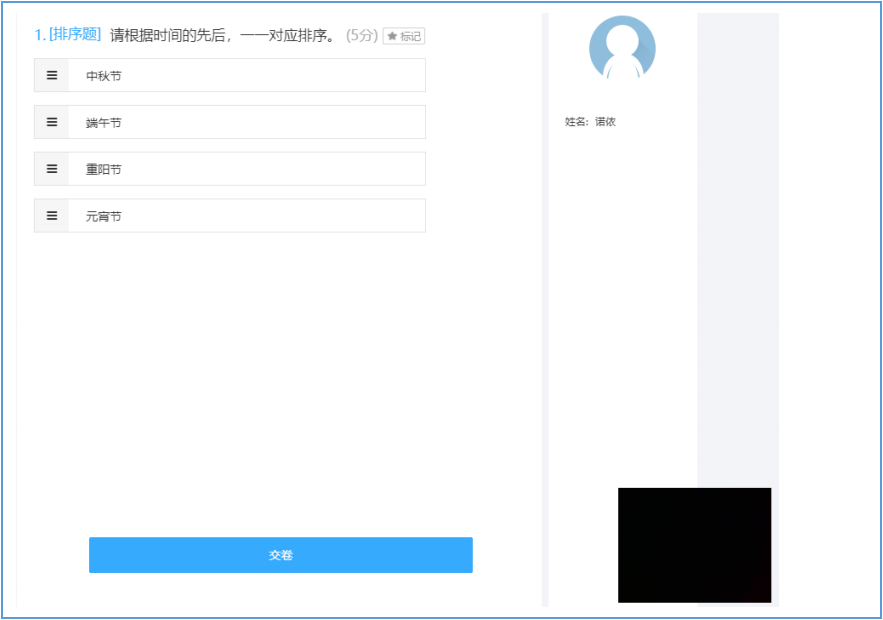 1.[排序题] 请根据时间的先后，一一对应排序。 (5分) ★标记
中秋节
端午节
重阳节
元宵节
交卷
姓名: 诺依